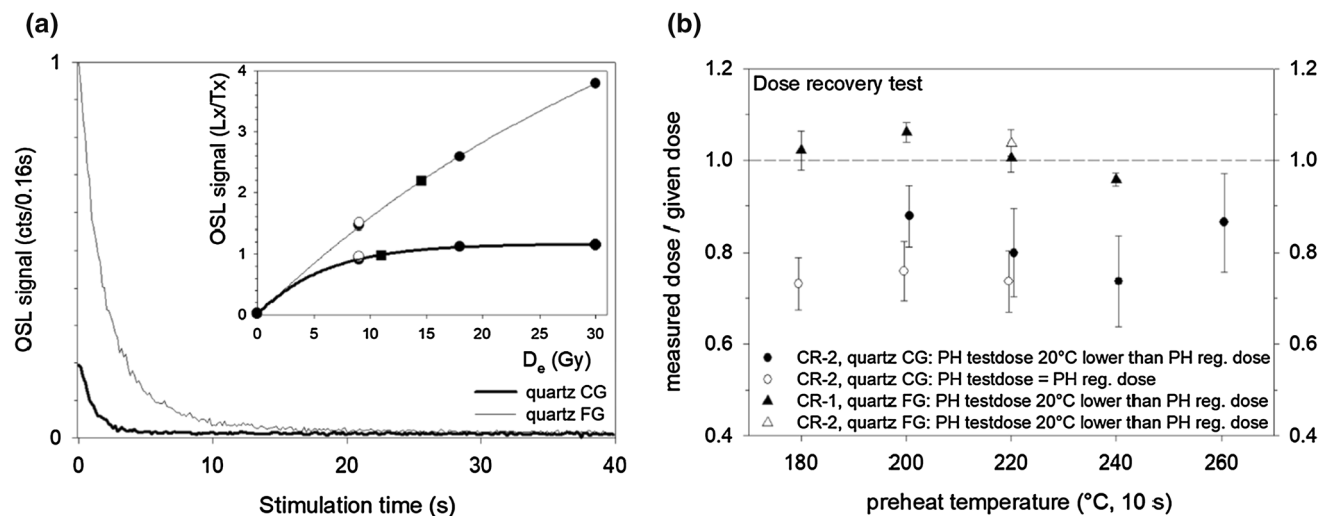 (a)
1
0
OSL signal (cts/0.16s)
0 10 20 30 40
Stimulation time (s)
4
3
2
1
0
OSL signal (Lx/Tx)
0 5 10 15 20 25 30
De (Gy)
quartz CG
quartz FG
(b)
1.2
1.0
0.8
0.6
0.4
measured dose / given dose
Dose recovery test
CR-2, quartz CG: PH testdose 20°C lower than PH reg. dose
CR-2, quartz CG: PH testdose = PH reg. dose
CR-1, quartz FG: PH testdose 20°C lower than PH reg. dose
CR-2, quartz FG: PH testdose 20°C lower than PH reg. dose
1.2
1.0
0.8
0.6
0.4
180 200 220 240 260
preheat temperature (°C, 10 s)